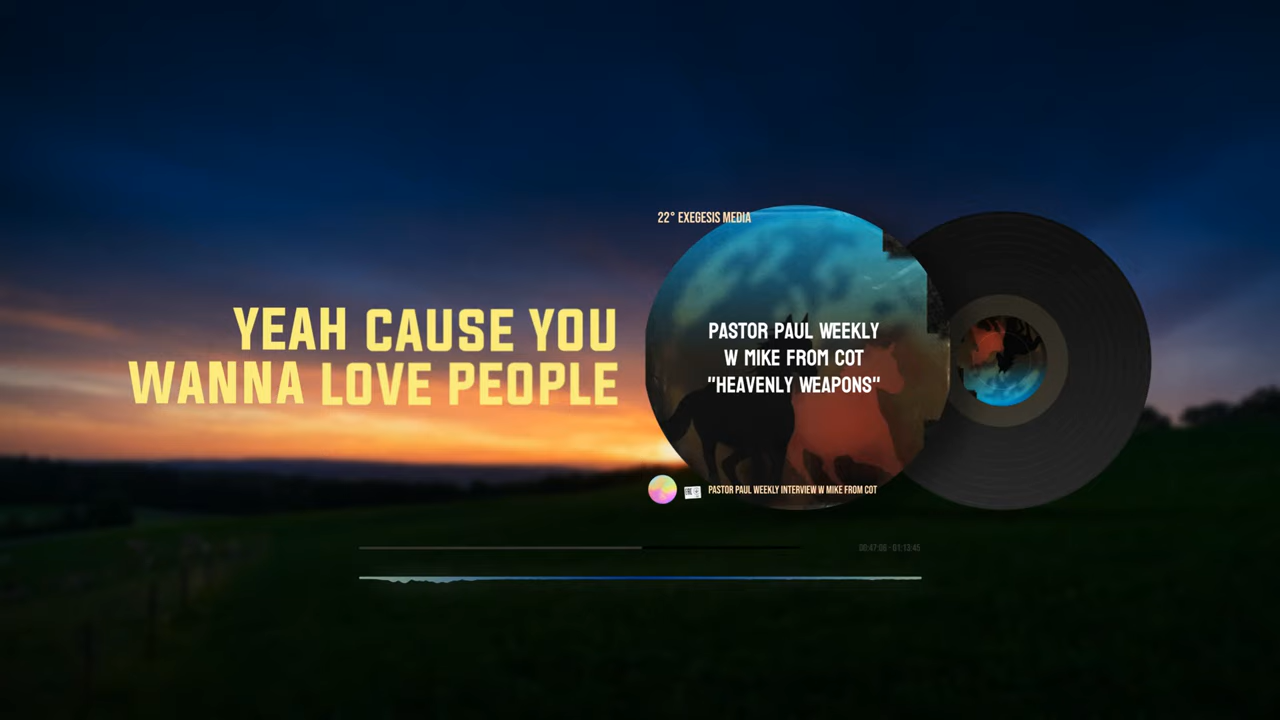 22° EXEGESIS MEDIA
YEAH CAUSE YOU
WANNA LOVE PEOPLE
PASTOR PAUL WEEKLY
W MIKE FROM COT
"HEAVENLY WEAPONS"
PASTOR PAUL WEEKLY INTERVIEW W MIKE FROM COT